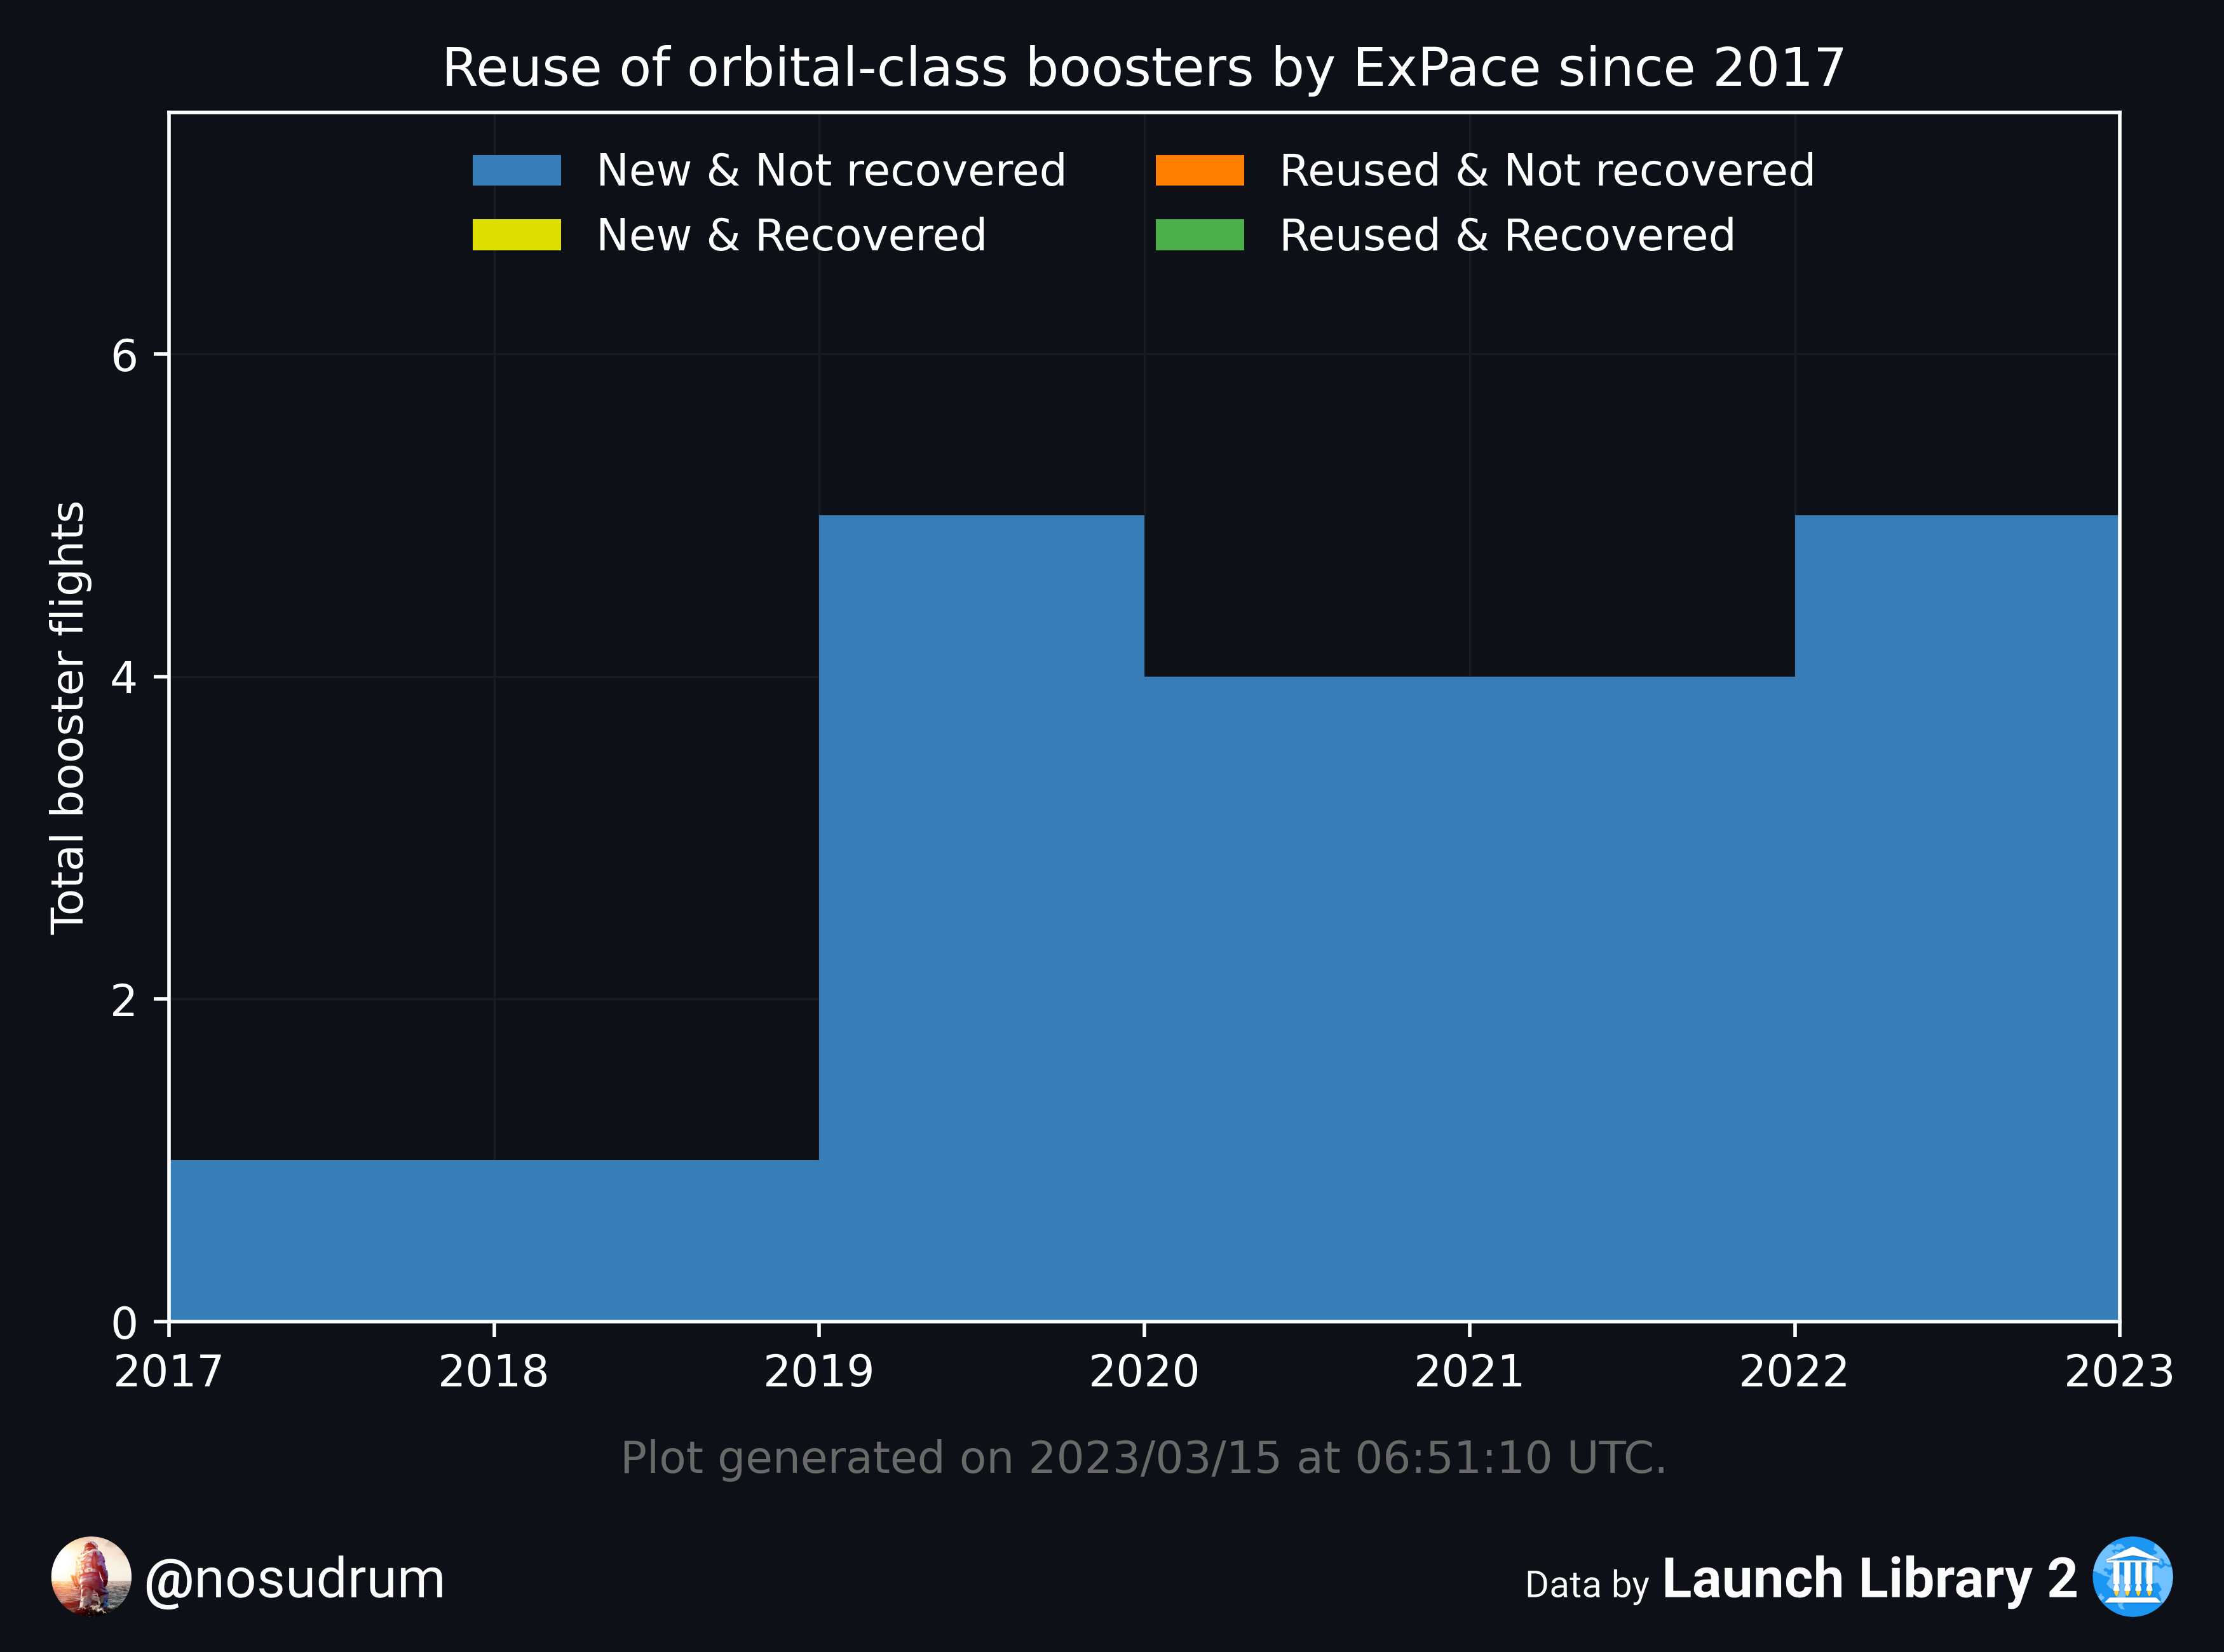 Reuse of orbital-class boosters by ExPace since 2017
New & Not recovered
New & Recovered
Reused & Not recovered
Reused & Recovered
Total booster flights
6
4
2
0
2017 2018 2019 2020 2021 2022 2023
Plot generated on 2023/03/15 at 06:51:10 UTC.
@nosudrum
Data by Launch Library 2